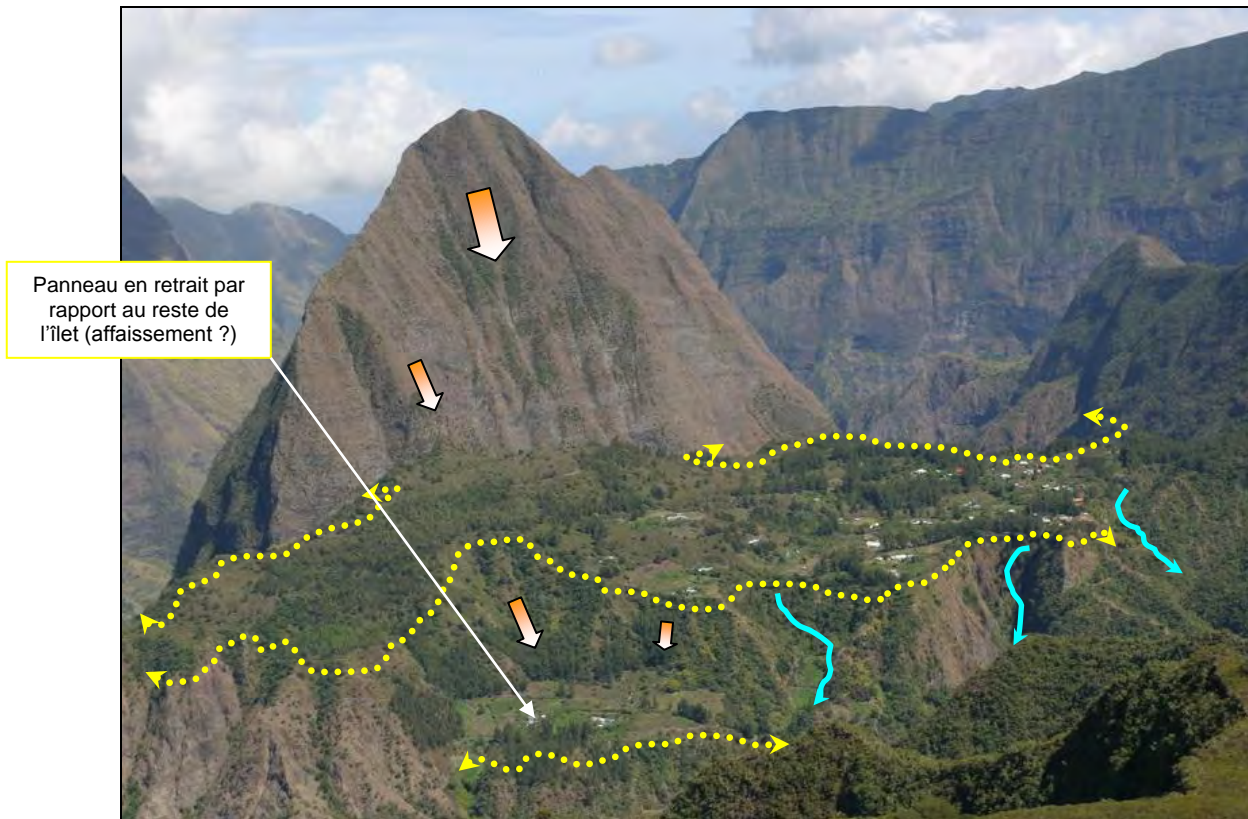 Panneau en retrait par
rapport au reste de
l’îlet (affaissement ?)